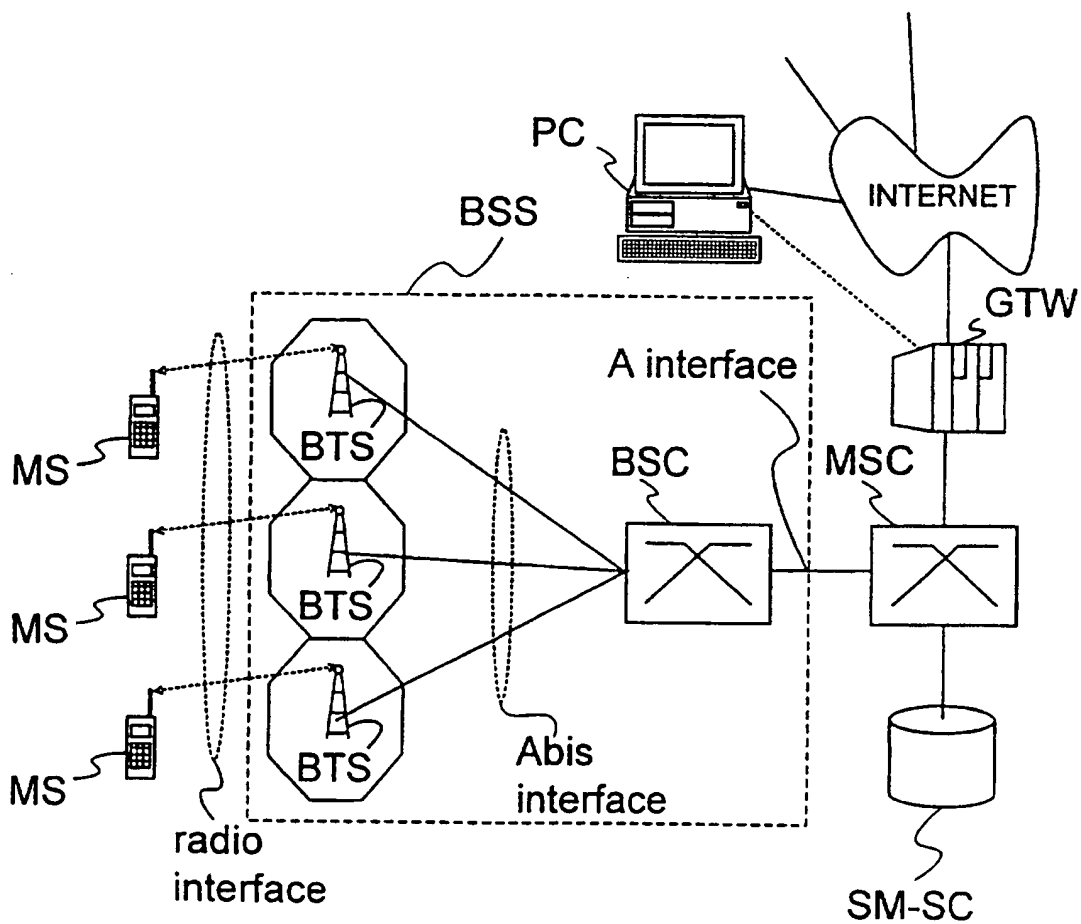 PC
INTERNET
BSS
GTW
A interface
MS
BTS
BSC
MSC
MS
BTS
MS
BTS
Abis
interface
radio
interface
SM-SC